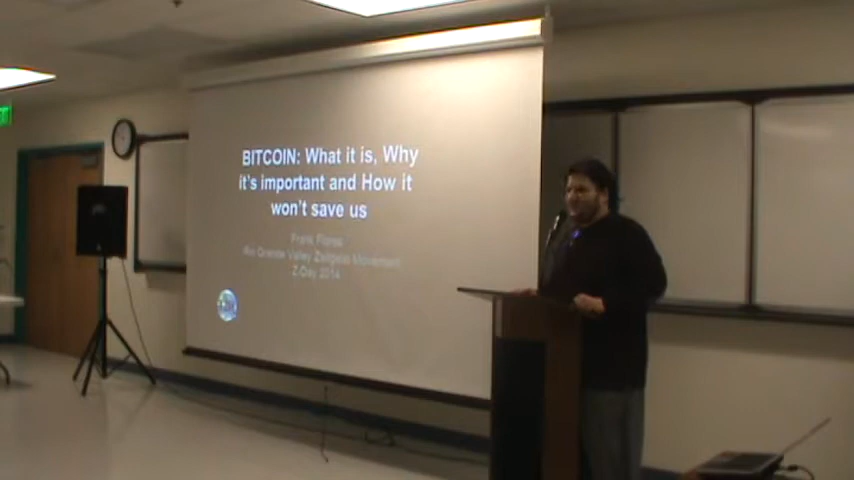 BITCOIN: What it is, Why
it's important and How it
won't save us
Frank Flores
Rio Grande Valley Zeitgeist Movement
Z-Day 2014